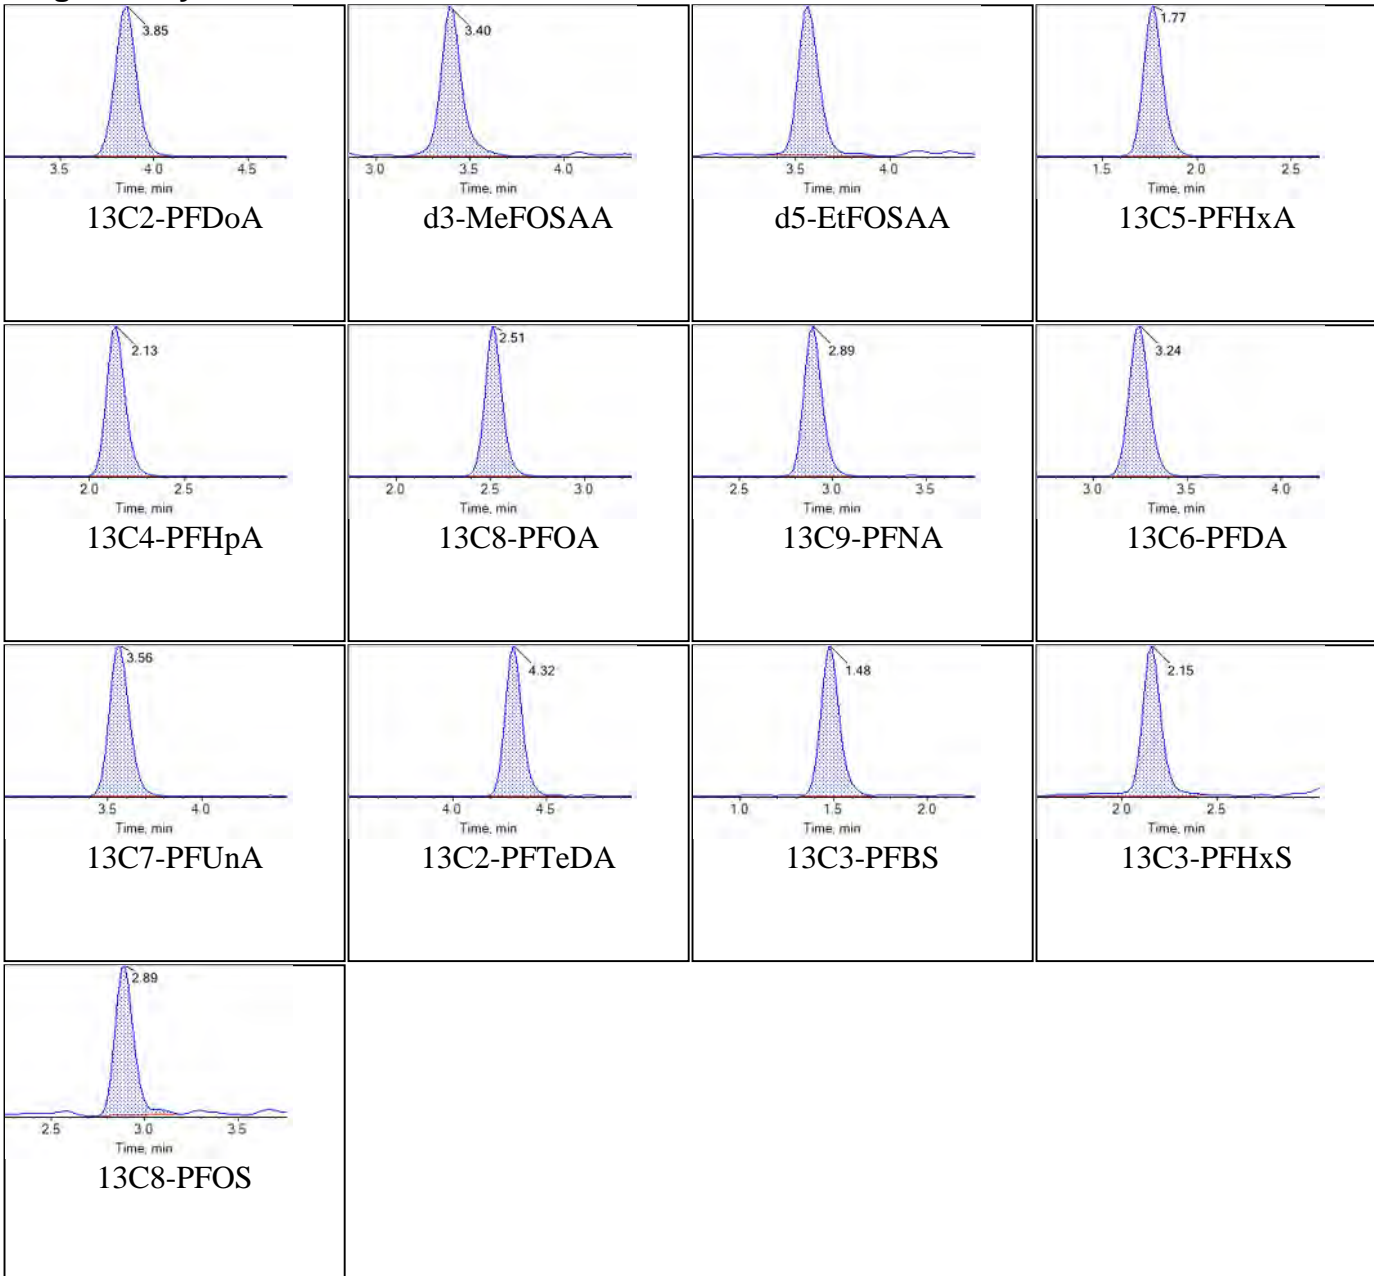 3.85
3.5 4.0 4.5
Time, min
13C2-PFDoA
3.40
3.0 3.5 4.0
Time, min
d3-MeFOSAA
3.5 4.0
Time, min
d5-EtFOSAA
1.77
1.5 2.0 2.5
Time, min
13C5-PFHxA
2.13
2.0 2.5
Time, min
13C4-PFHpA
2.51
2.0 2.5 3.0
Time, min
13C8-PFOA
2.89
2.5 3.0 3.5
Time, min
13C9-PFNA
3.24
3.0 3.5 4.0
Time, min
13C6-PFDA
3.56
3.5 4.0
Time, min
13C7-PFUnA
4.32
4.0 4.5
Time, min
13C2-PFTeDA
1.48
1.0 1.5 2.0
Time, min
13C3-PFBS
2.15
2.0 2.5
Time, min
13C3-PFHxS
2.89
2.5 3.0 3.5
Time, min
13C8-PFOS